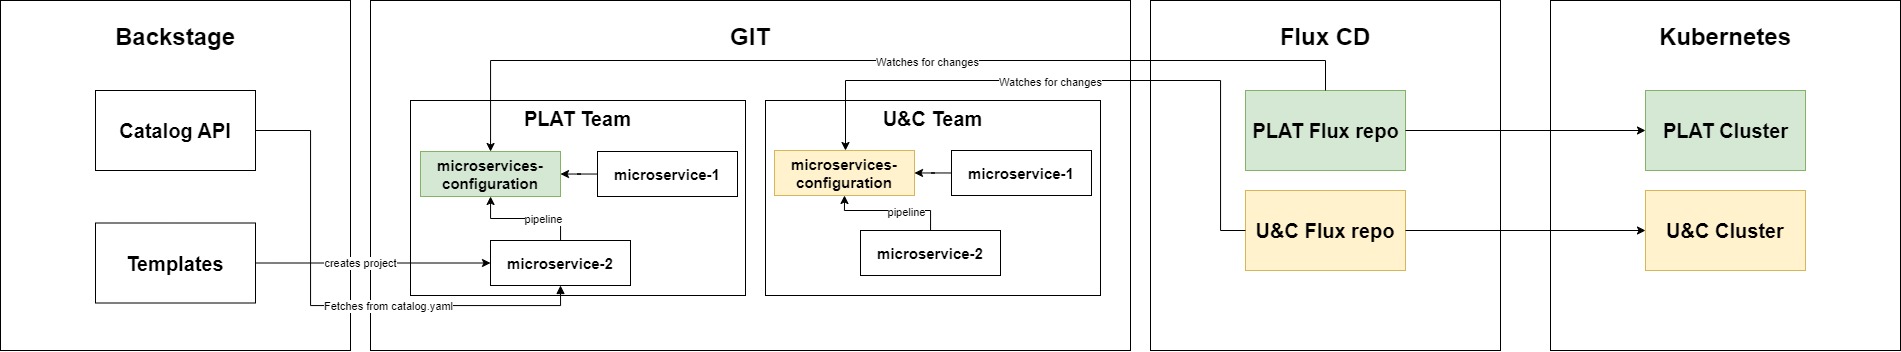 Backstage
Catalog API
Templates
GIT
Watches for changes
Watches for changes
PLAT Team
microservices-
configuration
microservice-1
pipeline
microservice-2
creates project
Fetches from catalog.yaml
U&C Team
microservices-
configuration
microservice-1
pipeline
microservice-2
Flux CD
PLAT Flux repo
U&C Flux repo
Kubernetes
PLAT Cluster
U&C Cluster